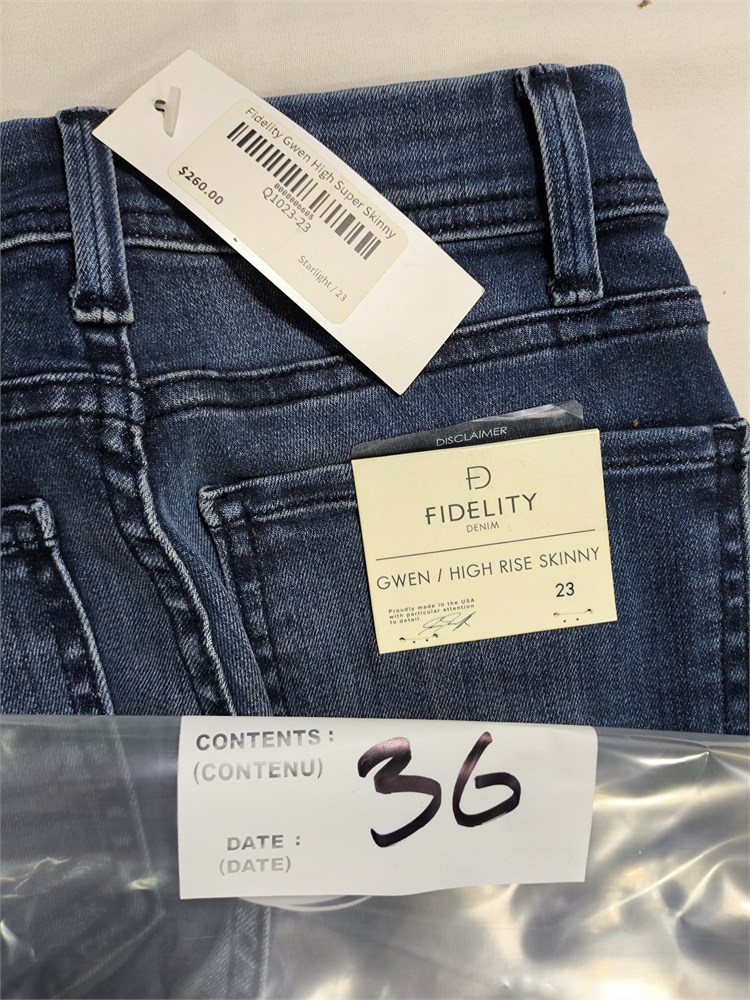 Fidelity Gwen High Super Skinny
0000006605
Q1023-23
$260.00
Starlight / 23
DISCLAIMER
FIDELITY
DENIM
GWEN / HIGH RISE SKINNY
23
Proudly made in the USA
with particular attention
to detail.
CONTENTS :
(CONTENU)
36
DATE :
(DATE)